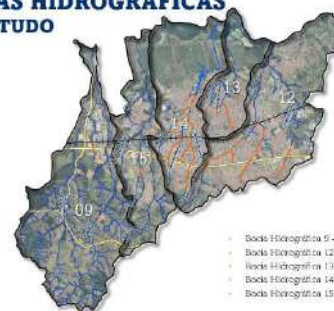 AS HIDROGRÁFICAS
TUDO
13
12
14
15
09
Bacia Hidrográfica 9 -
Bacia Hidrográfica 12
Bacia Hidrográfica 13
Bacia Hidrográfica 14
Bacia Hidrográfica 15